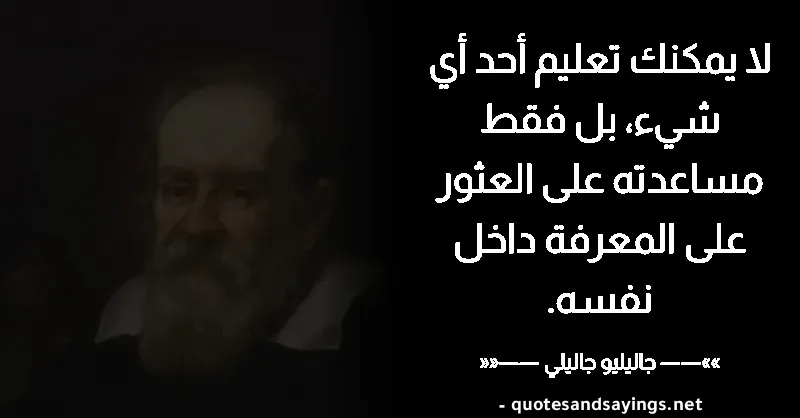 لا يمكنك تعليم أحد أي
شيء، بل فقط
مساعدته على العثور
على المعرفة داخل
نفسه.
»»—— جاليليو جاليلي ——««
- quotesandsayings.net